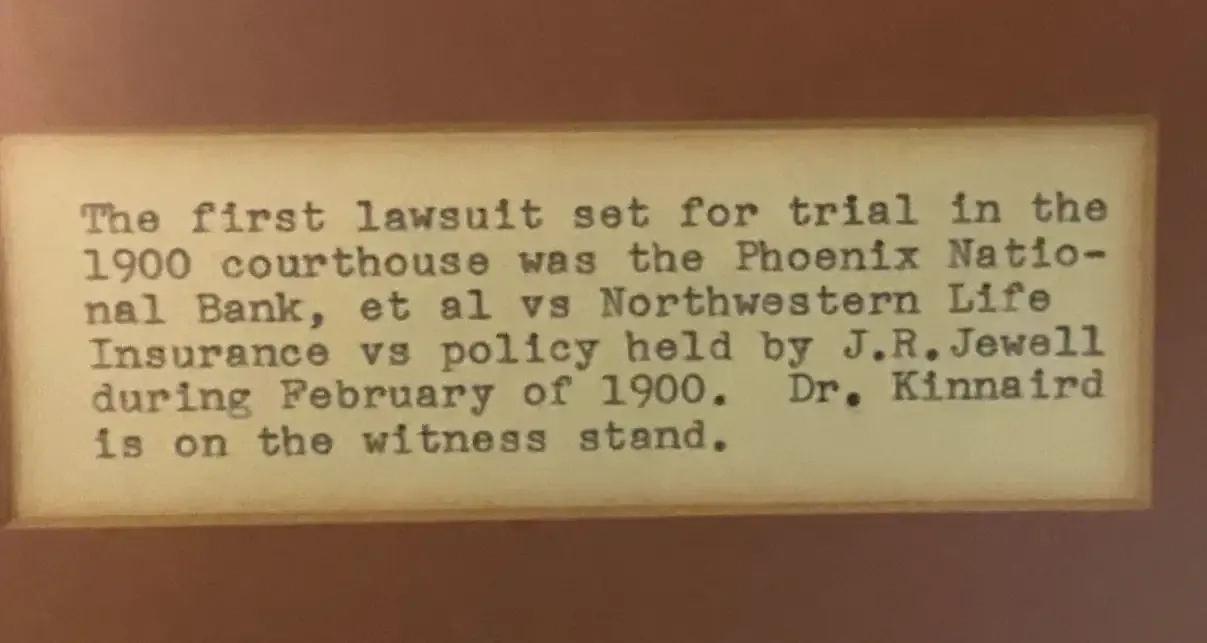 The first lawsuit set for trial in the
1900 courthouse was the Phoenix Natio-
nal Bank, et al vs Northwestern Life
Insurance vs policy held by J.R.Jewell
during February of 1900.  Dr. Kinnaird
is on the witness stand.